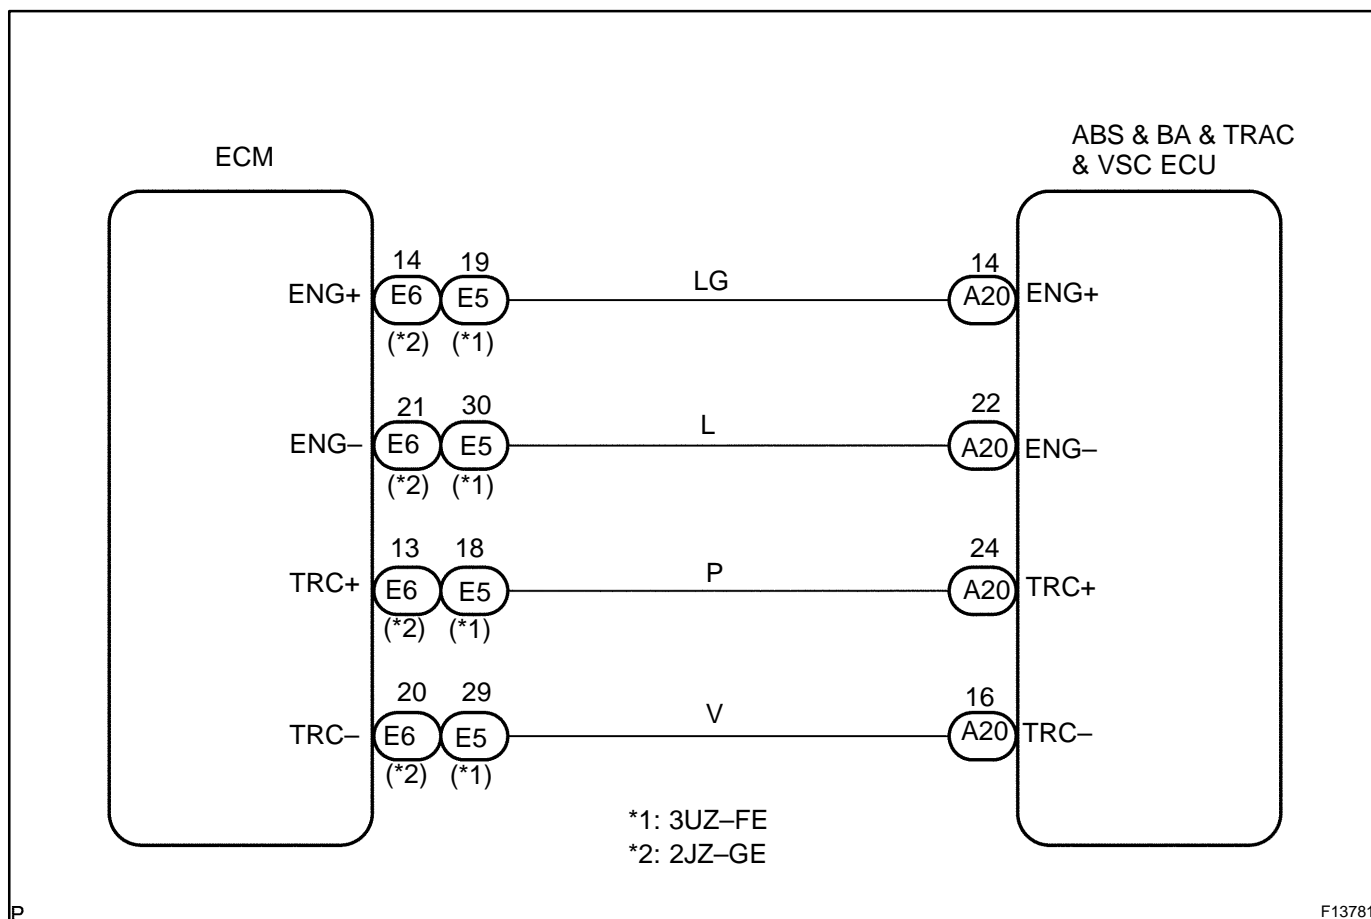 ECM
ABS & BA & TRAC
& VSC ECU
14 19 14
ENG+ E6 E5 LG A20 ENG+
(*2) (*1)
21 30 22
ENG– E6 E5 L A20 ENG–
(*2) (*1)
13 18 24
TRC+ E6 E5 P A20 TRC+
(*2) (*1)
20 29 16
TRC– E6 E5 V A20 TRC–
(*2) (*1)
*1: 3UZ–FE
*2: 2JZ–GE
P F13781